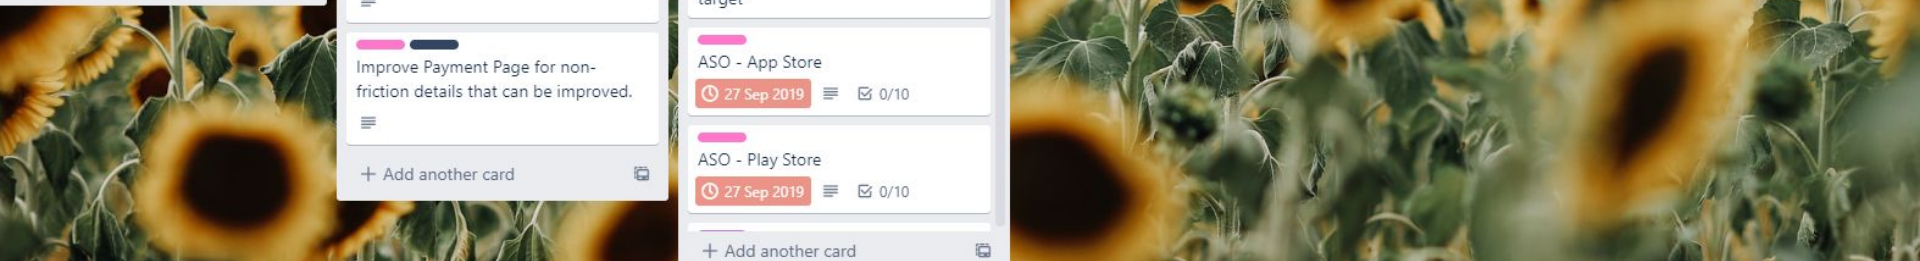 Improve Payment Page for non-
friction details that can be improved.
+ Add another card
target
ASO - App Store
27 Sep 2019 0/10
ASO - Play Store
27 Sep 2019 0/10
+ Add another card